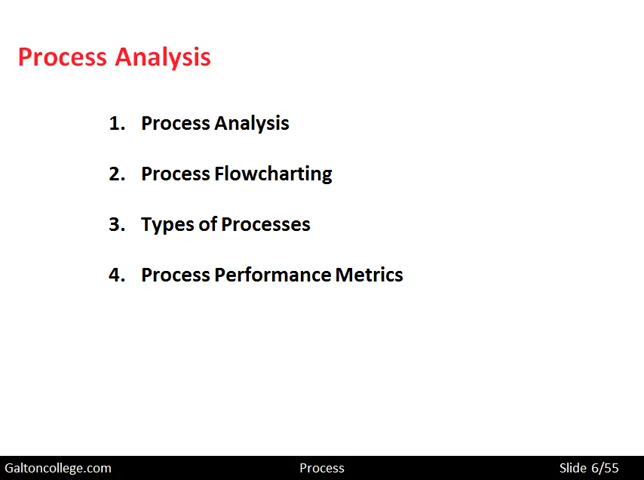 Process Analysis
1. Process Analysis
2. Process Flowcharting
3. Types of Processes
4. Process Performance Metrics
Galtoncollege.com Process Slide 6/55